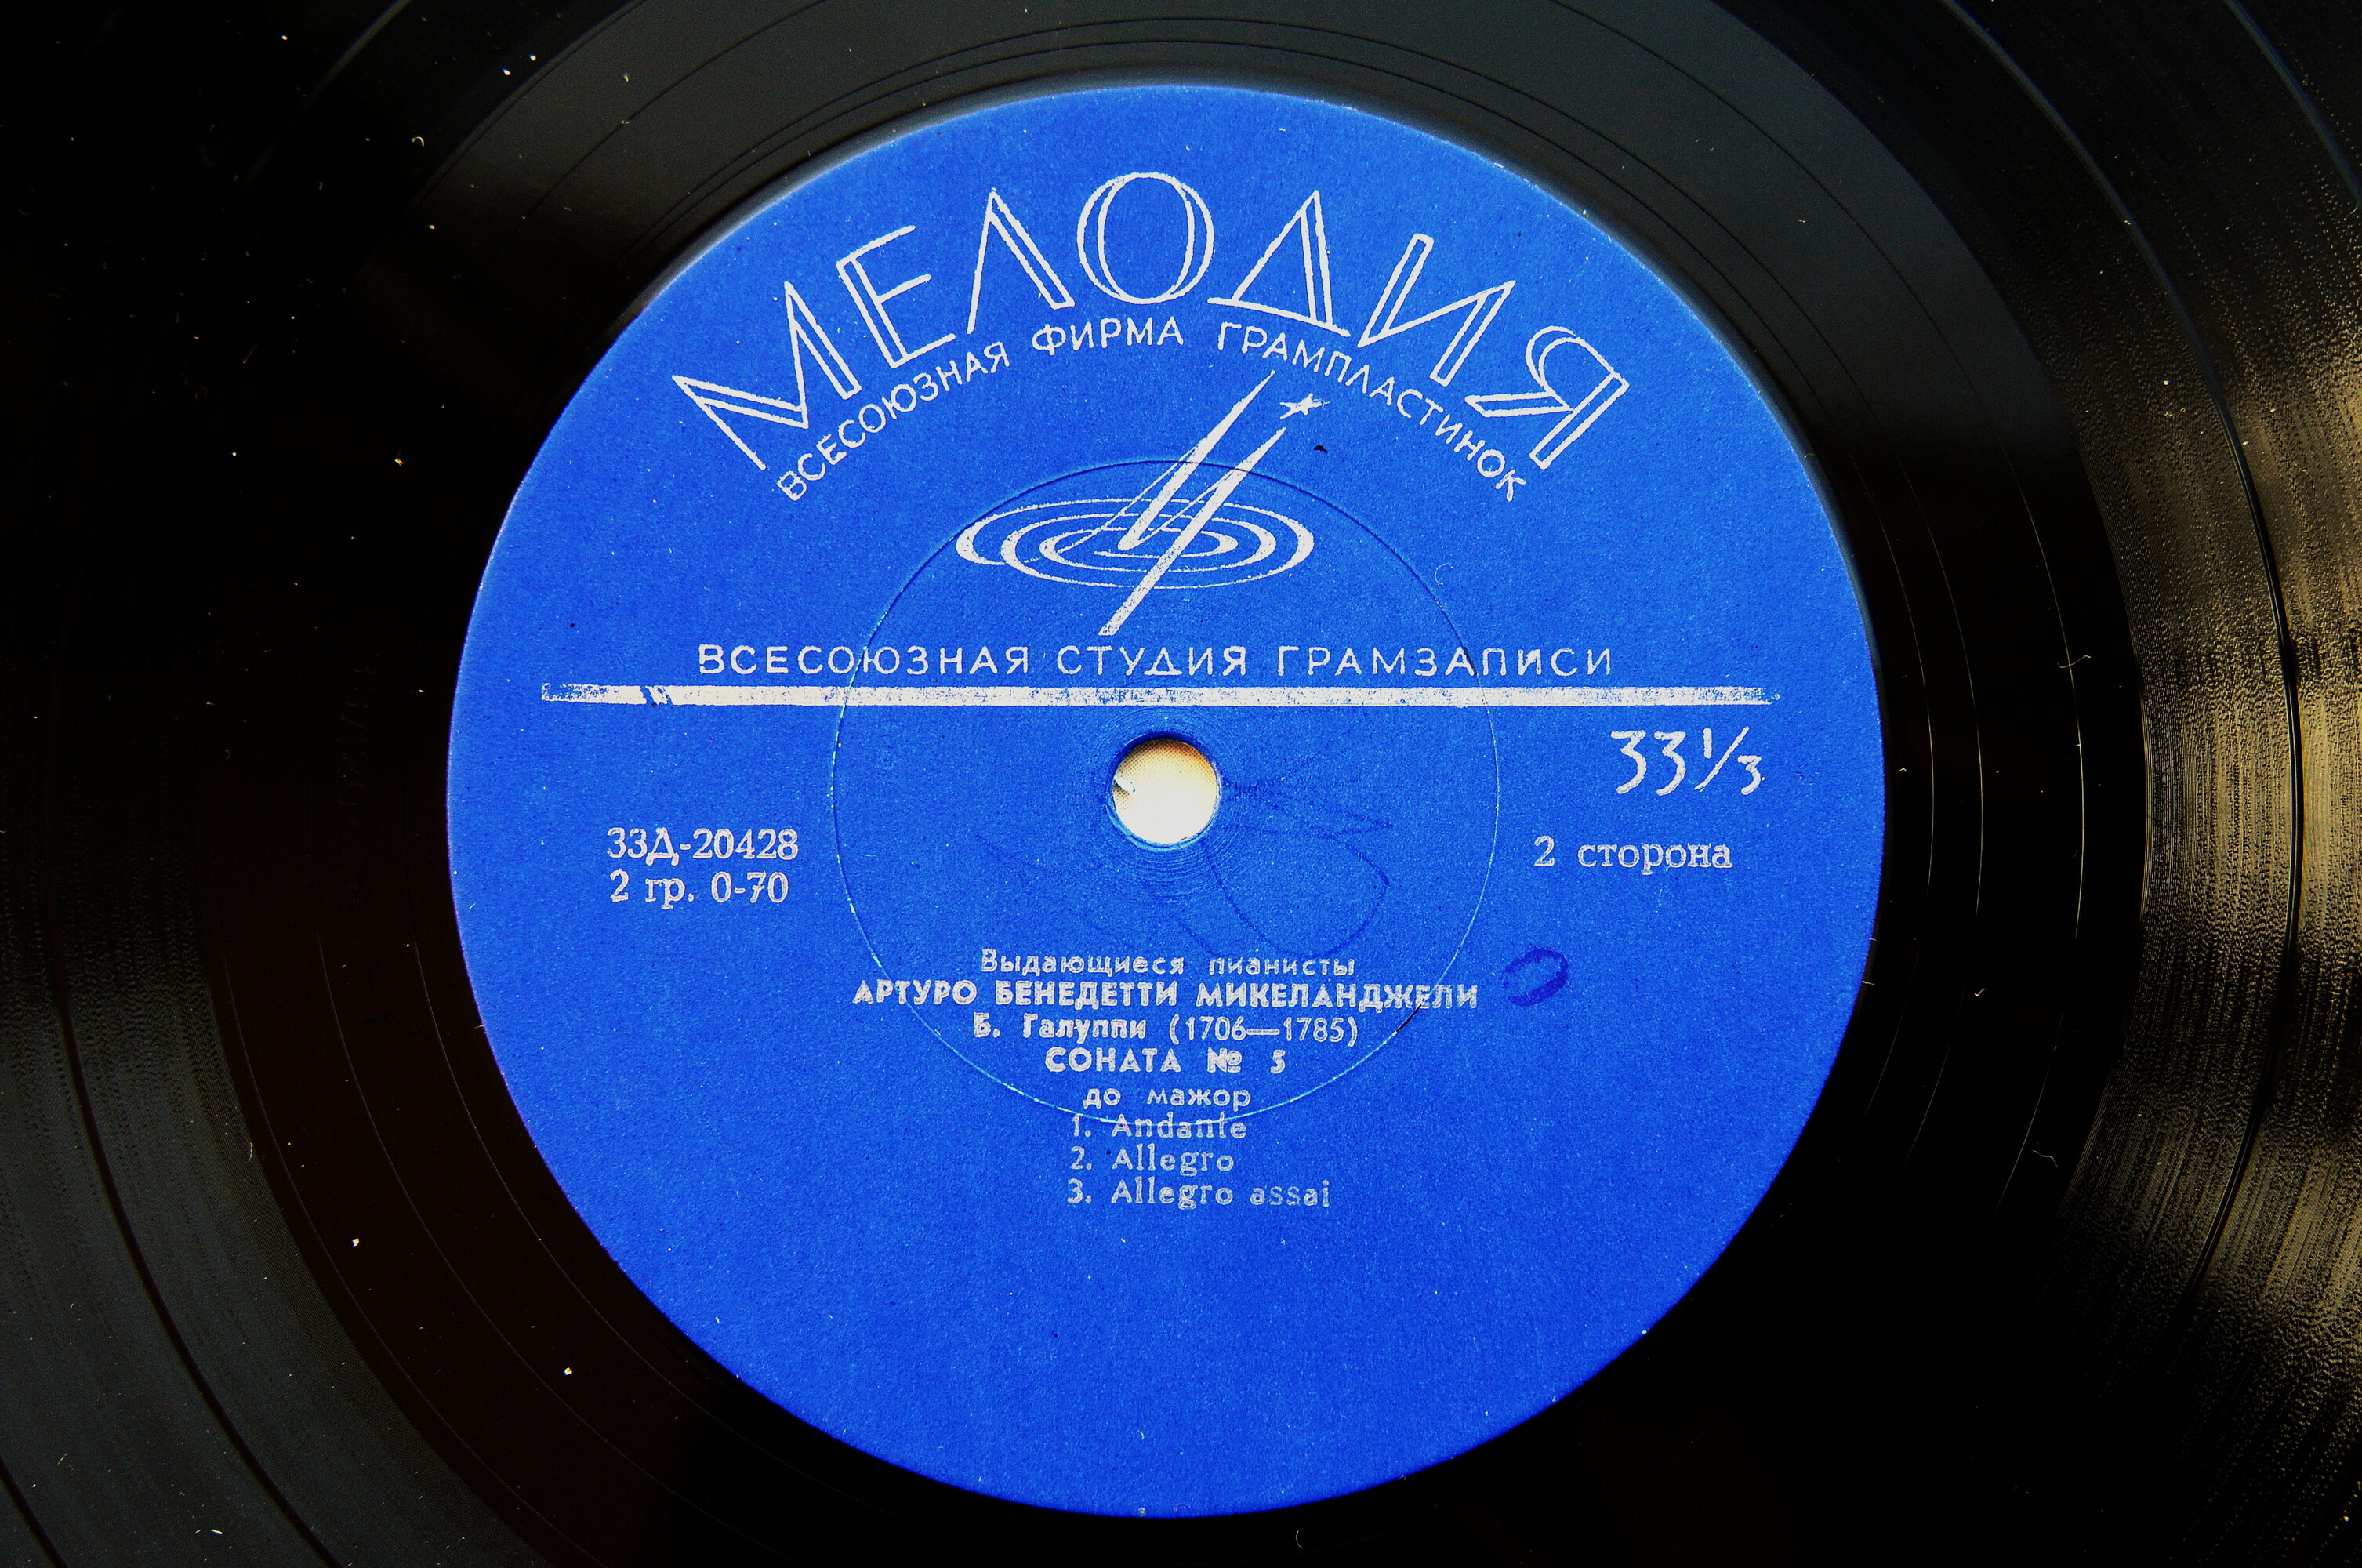 МЕЛОДИЯ
ВСЕСОЮЗНАЯ ФИРМА ГРАМПЛАСТИНОК
ВСЕСОЮЗНАЯ СТУДИЯ ГРАМЗАПИСИ
33⅓
33Д-20428
2 гр. 0-70
2 сторона
Выдающиеся пианисты
АРТУРО БЕНЕДЕТТИ МИКЕЛАНДЖЕЛИ
Б. Галуппи (1706—1785)
СОНАТА № 5
до мажор
1. Andante
2. Allegro
3. Allegro assai